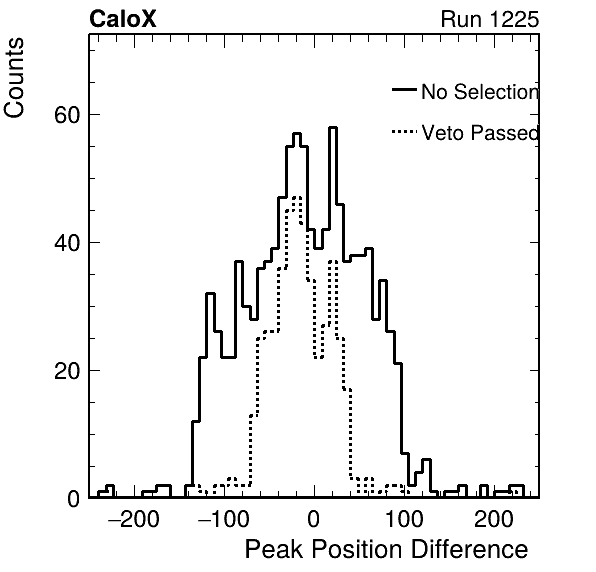 CaloX Run 1225
Counts
No Selection
Veto Passed
60
40
20
0
−200 −100 0 100 200
Peak Position Difference